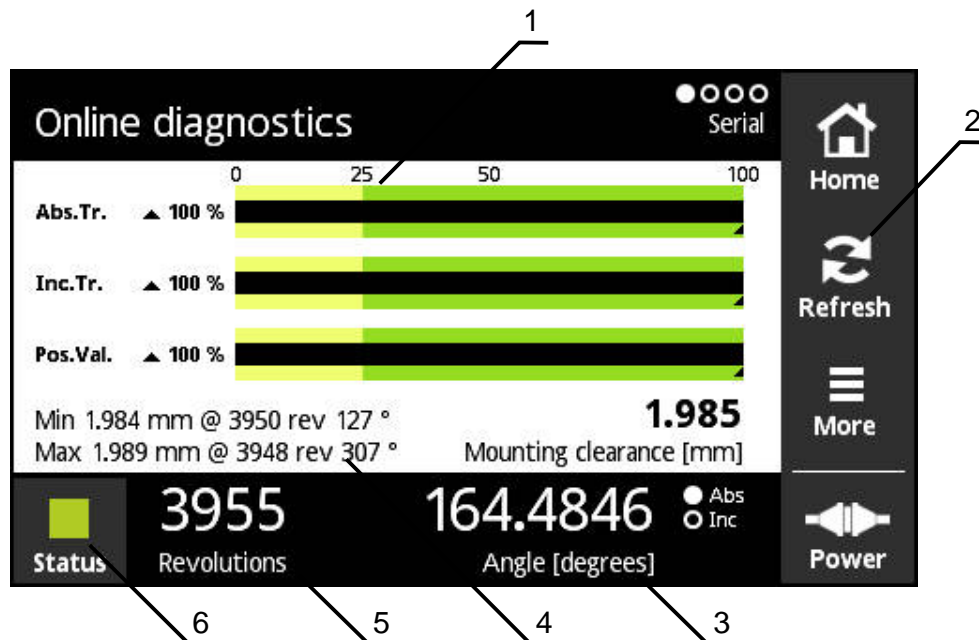 1
Online diagnostics
Serial
Home
2
0 25 50 100
Abs.Tr. ▲ 100 %
Inc.Tr. ▲ 100 %
Refresh
Pos.Val. ▲ 100 %
Min 1.984 mm @ 3950 rev 127 °
Max 1.989 mm @ 3948 rev 307 °
1.985
Mounting clearance [mm]
More
Status
3955
Revolutions
164.4846
Angle [degrees]
Abs
Inc
Power
6 5 4 3